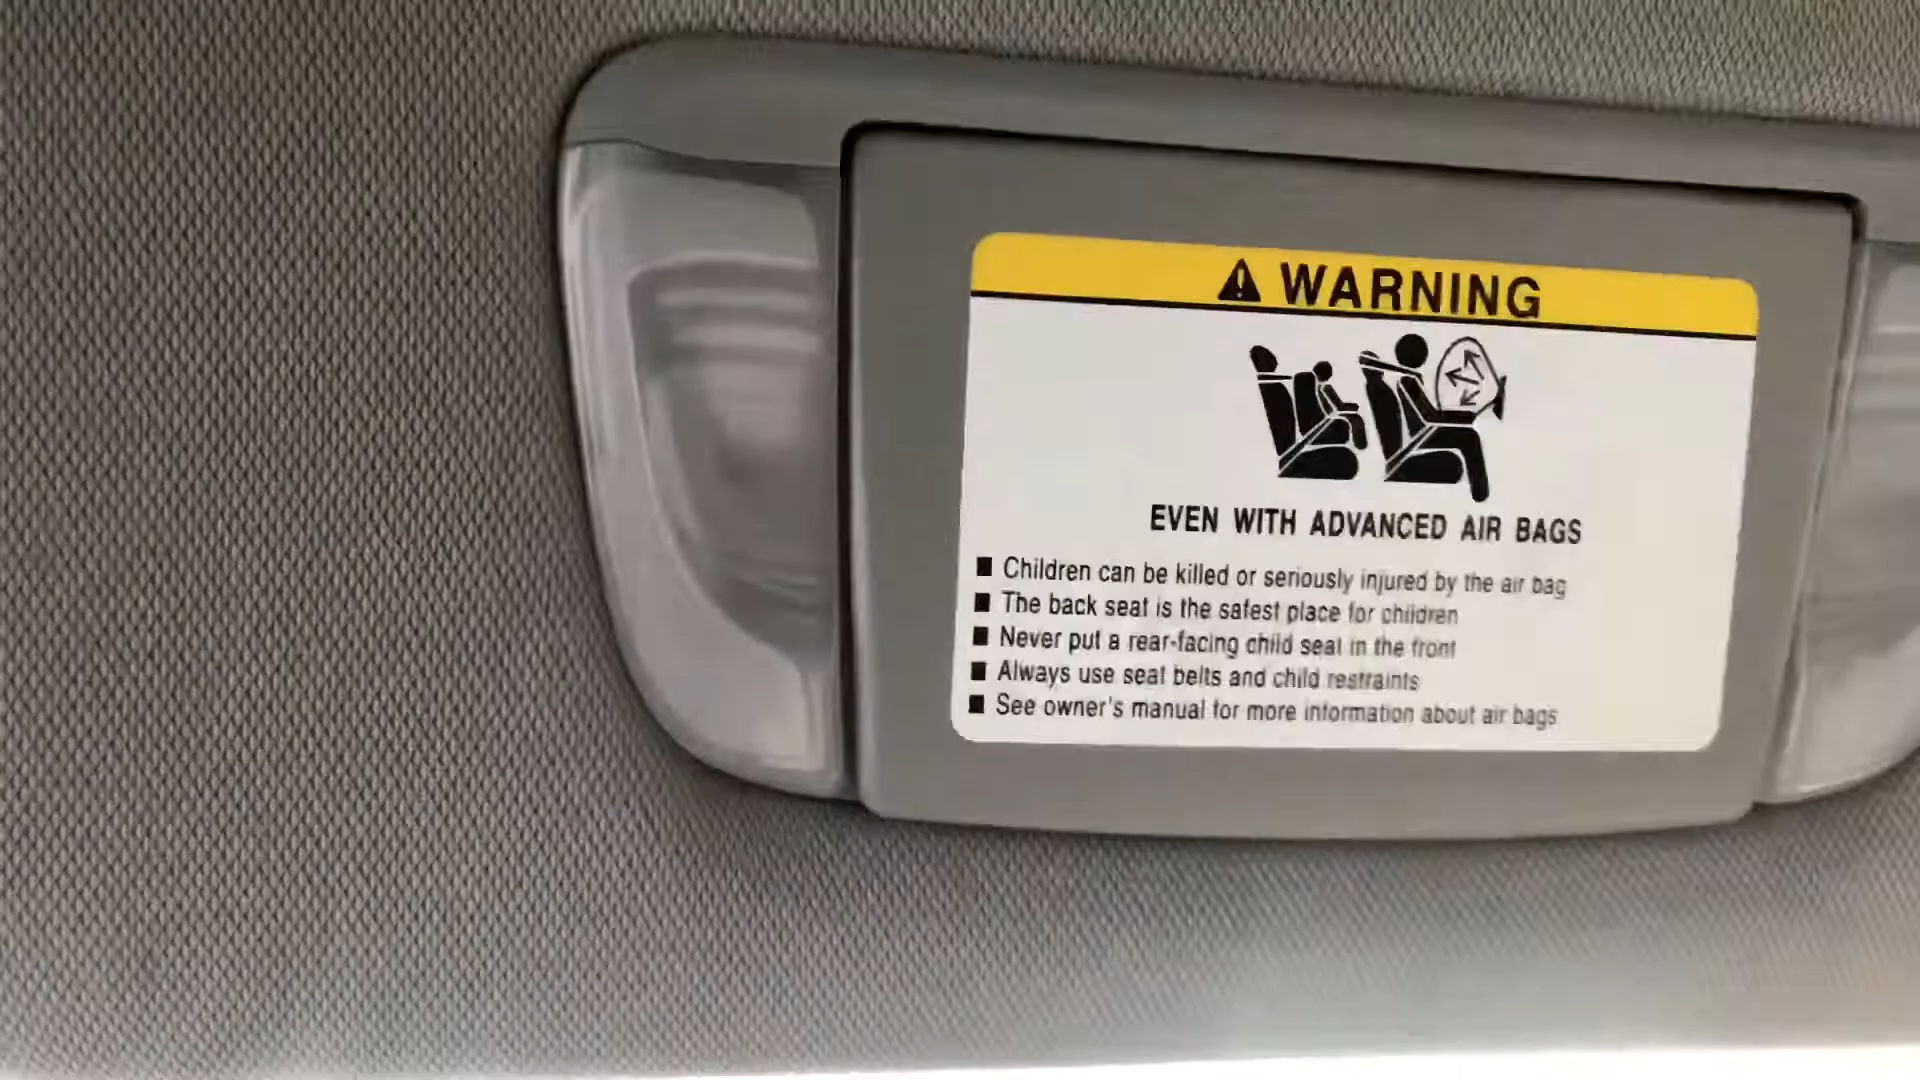 WARNING
EVEN WITH ADVANCED AIR BAGS
■ Children can be killed or seriously injured by the air bag
■ The back seat is the safest place for children
■ Never put a rear-facing child seat in the front
■ Always use seat belts and child restraints
■ See owner's manual for more information about air bags